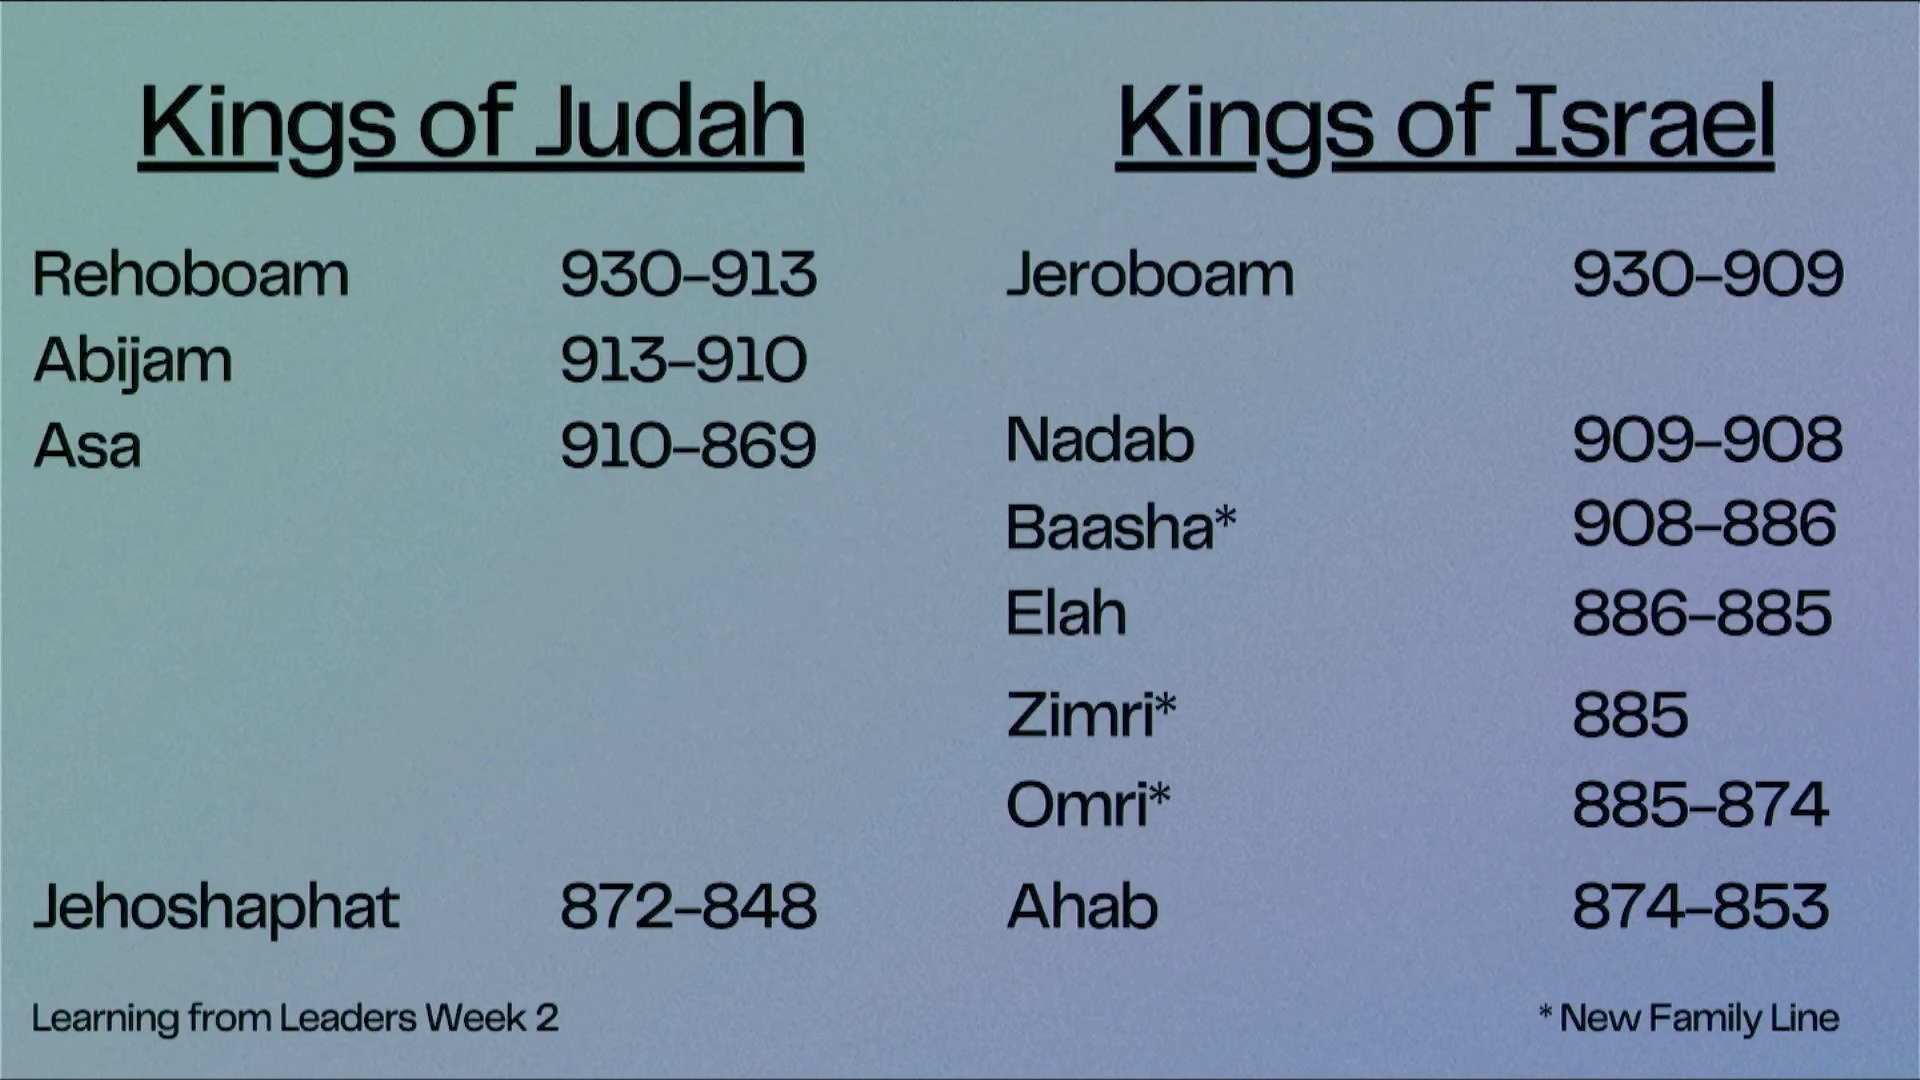 Kings of Judah
Rehoboam 930–913
Abijam 913–910
Asa 910–869
Jehoshaphat 872–848
Learning from Leaders Week 2
Kings of Israel
Jeroboam 930–909
Nadab 909–908
Baasha* 908–886
Elah 886–885
Zimri* 885
Omri* 885–874
Ahab 874–853
* New Family Line